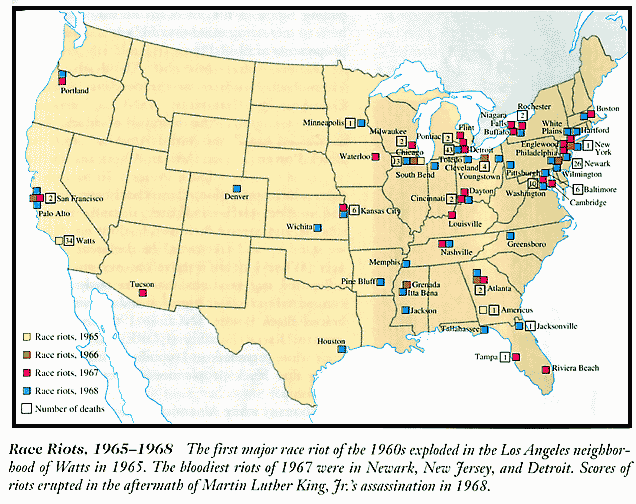 Rochester
2
Niagara
Falls
Buffalo
Boston
Portland
Minneapolis 1
Milwaukee
2
Pontiac 2
Flint
White
Plains
Hartford
Englewood
1 New
York
Philadelphia
Chicago
13
43 Detroit
Waterloo
Toledo
Cleveland 4
26 Newark
South Bend
Youngstown
Pittsburgh
Wilmington
10
6 Baltimore
Washington
Cambridge
2 San Francisco
Palo Alto
Denver
6 Kansas City
Cincinnati 2
Dayton
Louisville
34 Watts
Wichita
Nashville
Greensboro
Memphis
Tucson
Pine Bluff
Grenada
Itta Bena
Atlanta
2
Jackson
1 Americus
Tallahassee
1 Jacksonville
Houston
Tampa 1
Riviera Beach
Race riots, 1965
Race riots, 1966
Race riots, 1967
Race riots, 1968
Number of deaths
Race Riots, 1965–1968 The first major race riot of the 1960s exploded in the Los Angeles neighbor-
hood of Watts in 1965. The bloodiest riots of 1967 were in Newark, New Jersey, and Detroit. Scores of
riots erupted in the aftermath of Martin Luther King, Jr.'s assassination in 1968.